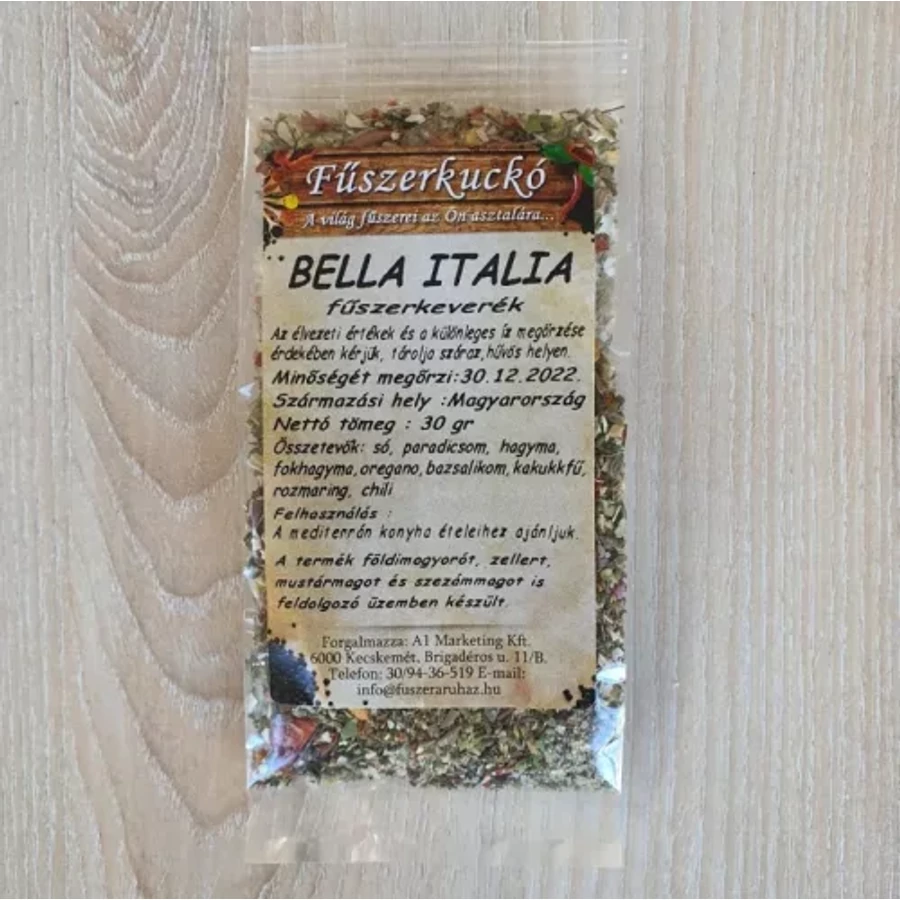 Fűszerkuckó
A világ fűszerei az Ön asztalára...
BELLA ITALIA
fűszerkeverék
Az élvezeti értékek és a különleges íz megőrzése
érdekében kérjük, tárolja száraz,hűvös helyen.
Minőségét megőrzi:30.12.2022.
Származási hely :Magyarország
Nettó tömeg : 30 gr
Összetevők: só, paradicsom, hagyma,
fokhagyma,oregano,bazsalikom,kakukkfű,
rozmaring, chili
Felhasználás :
A mediterrán konyha ételeihez ajánljuk.
A termék földimogyorót, zellert,
mustármagot és szezámmagot is
feldolgozó üzemben készült.
Forgalmazza: A1 Marketing Kft.
6000 Kecskemét, Brigadéros u. 11/B.
Telefon: 30/94-36-519 E-mail:
info@fuszeraruhaz.hu